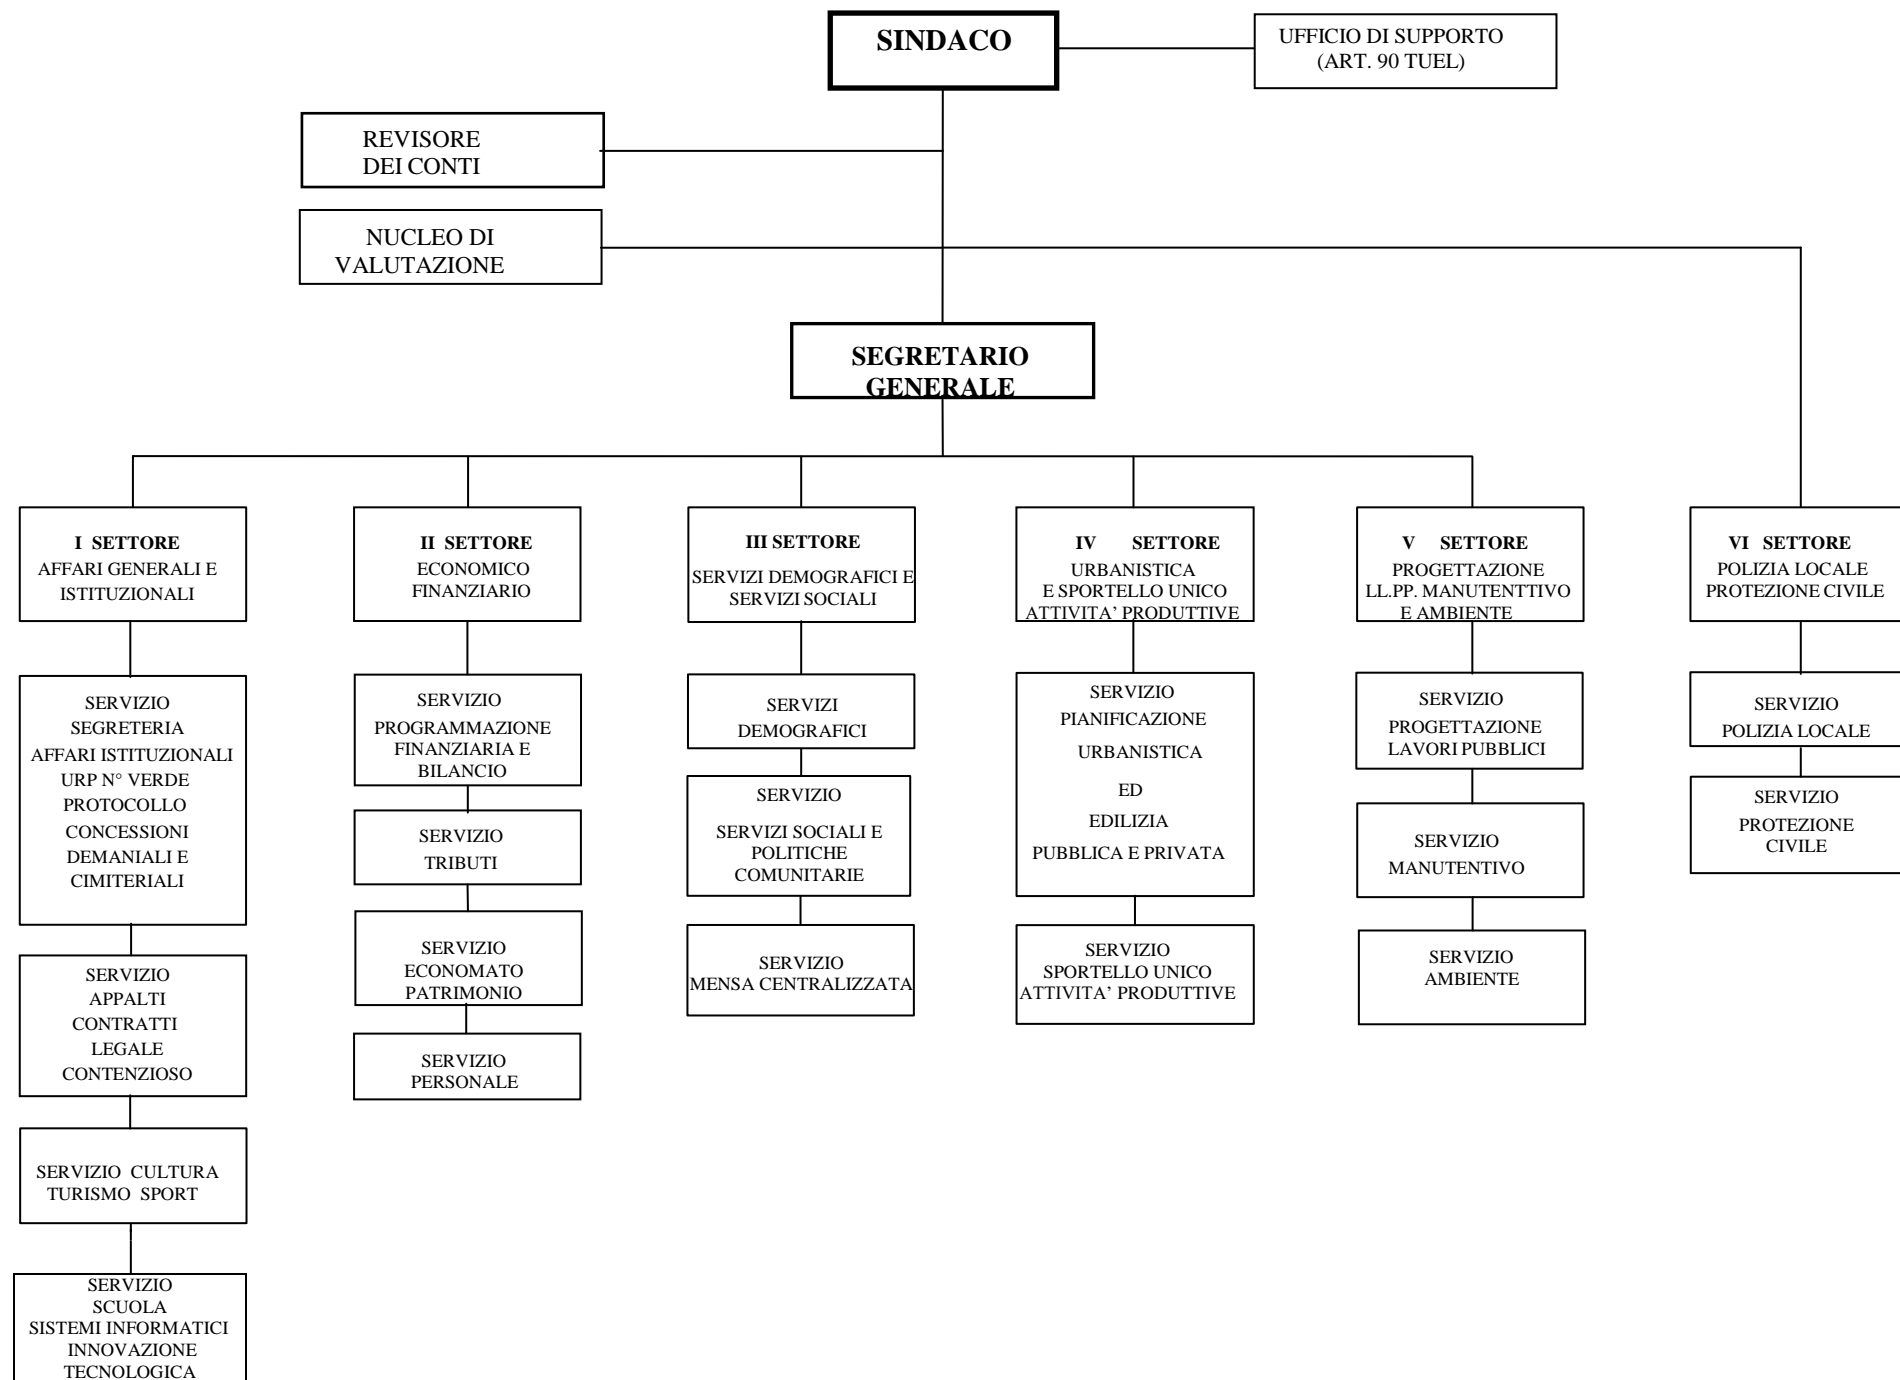 SINDACO
UFFICIO DI SUPPORTO
(ART. 90 TUEL)
REVISORE
DEI CONTI
NUCLEO DI
VALUTAZIONE
SEGRETARIO
GENERALE
I SETTORE
AFFARI GENERALI E
ISTITUZIONALI
II SETTORE
ECONOMICO
FINANZIARIO
III SETTORE
SERVIZI DEMOGRAFICI E
SERVIZI SOCIALI
IV SETTORE
URBANISTICA
E SPORTELLO UNICO
ATTIVITA’ PRODUTTIVE
V SETTORE
PROGETTAZIONE
LL.PP. MANUTENTTIVO
E AMBIENTE
VI SETTORE
POLIZIA LOCALE
PROTEZIONE CIVILE
SERVIZIO
SEGRETERIA
AFFARI ISTITUZIONALI
URP N° VERDE
PROTOCOLLO
CONCESSIONI
DEMANIALI E
CIMITERIALI
SERVIZIO
APPALTI
CONTRATTI
LEGALE
CONTENZIOSO
SERVIZIO CULTURA
TURISMO SPORT
SERVIZIO
SCUOLA
SISTEMI INFORMATICI
INNOVAZIONE
TECNOLOGICA
SERVIZIO
PROGRAMMAZIONE
FINANZIARIA E
BILANCIO
SERVIZIO
TRIBUTI
SERVIZIO
ECONOMATO
PATRIMONIO
SERVIZIO
PERSONALE
SERVIZI
DEMOGRAFICI
SERVIZIO
SERVIZI SOCIALI E
POLITICHE
COMUNITARIE
SERVIZIO
MENSA CENTRALIZZATA
SERVIZIO
PIANIFICAZIONE
URBANISTICA
ED
EDILIZIA
PUBBLICA E PRIVATA
SERVIZIO
SPORTELLO UNICO
ATTIVITA’ PRODUTTIVE
SERVIZIO
PROGETTAZIONE
LAVORI PUBBLICI
SERVIZIO
MANUTENTIVO
SERVIZIO
AMBIENTE
SERVIZIO
POLIZIA LOCALE
SERVIZIO
PROTEZIONE
CIVILE